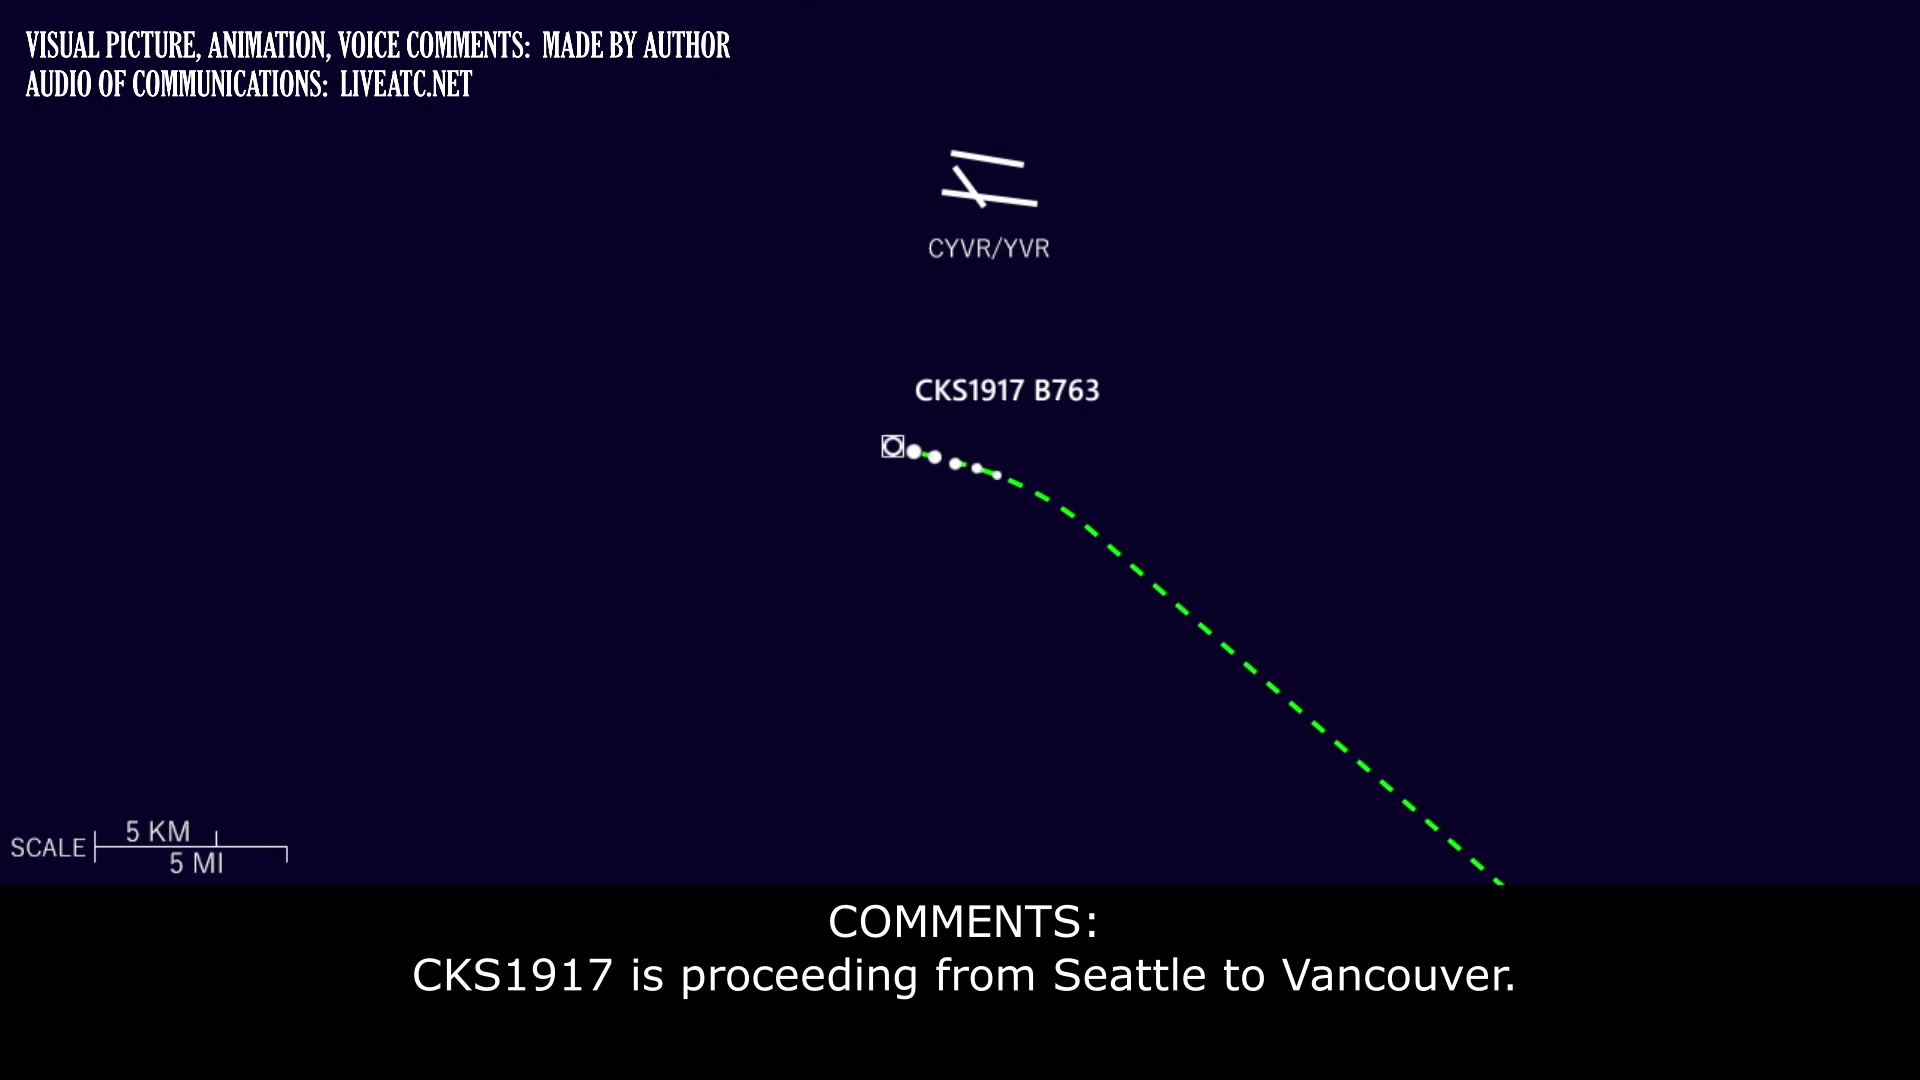 VISUAL PICTURE, ANIMATION, VOICE COMMENTS: MADE BY AUTHOR
AUDIO OF COMMUNICATIONS: LIVEATC.NET
CYVR/YVR
CKS1917 B763
5 KM
SCALE
5 MI
COMMENTS:
CKS1917 is proceeding from Seattle to Vancouver.